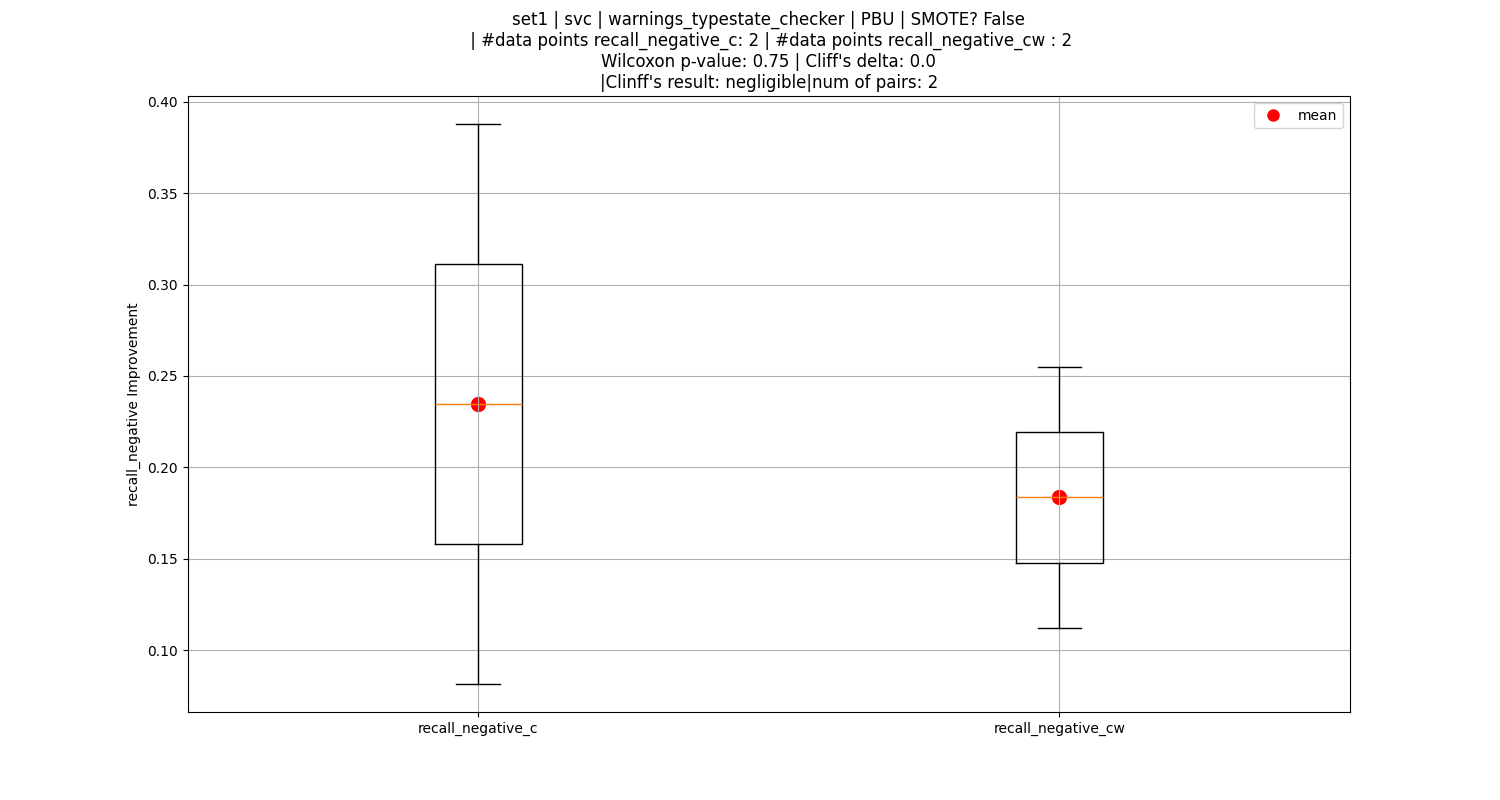 set1 | svc | warnings_typestate_checker | PBU | SMOTE? False
| #data points recall_negative_c: 2 | #data points recall_negative_cw : 2
Wilcoxon p-value: 0.75 | Cliff's delta: 0.0
|Clinff's result: negligible|num of pairs: 2
mean
0.40
0.35
0.30
0.25
0.20
0.15
0.10
recall_negative Improvement
recall_negative_c
recall_negative_cw